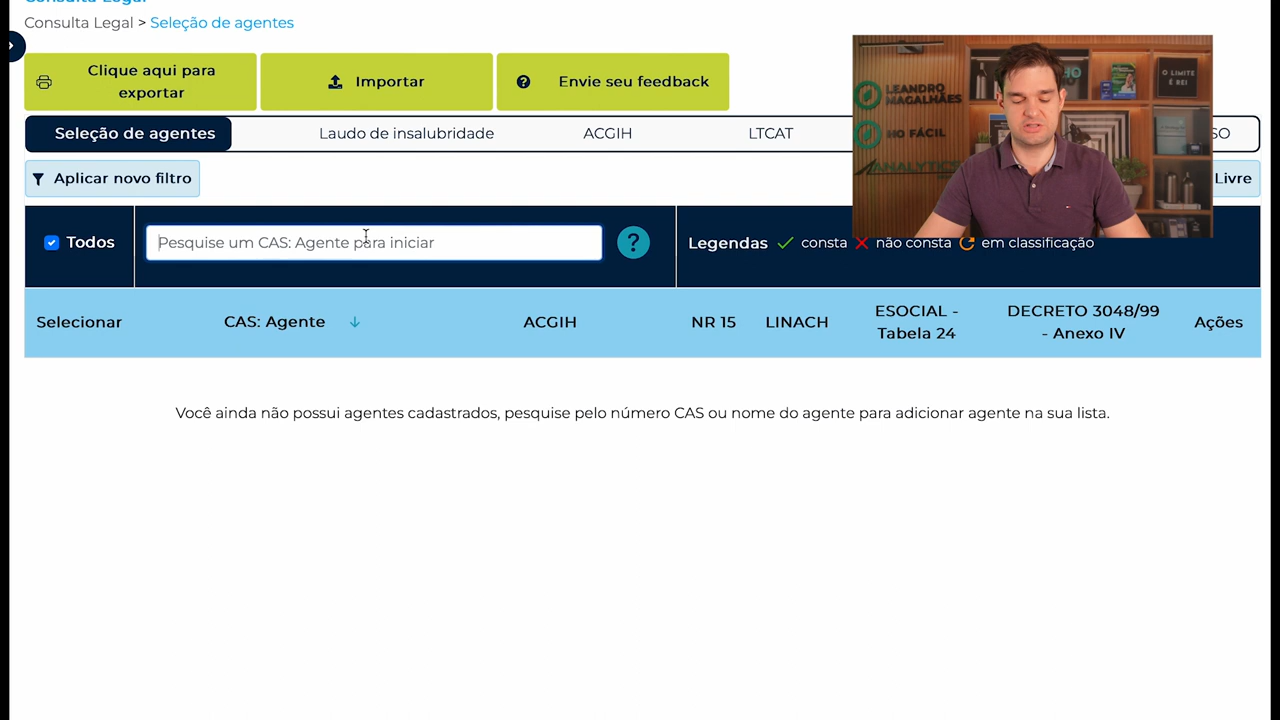 Consulta Legal
Consulta Legal > Seleção de agentes
Clique aqui para
exportar
Importar
Envie seu feedback
Seleção de agentes
Laudo de insalubridade
ACGIH
LTCAT
SO
Aplicar novo filtro
Livre
Todos
Pesquise um CAS: Agente para iniciar
?
Legendas
consta
não consta
em classificação
Selecionar
CAS: Agente
ACGIH
NR 15
LINACH
ESOCIAL -
Tabela 24
DECRETO 3048/99
- Anexo IV
Ações
Você ainda não possui agentes cadastrados, pesquise pelo número CAS ou nome do agente para adicionar agente na sua lista.
LEANDRO
MAGALHÃES
HO FÁCIL
ANALYTICS
O LIMITE
É REI